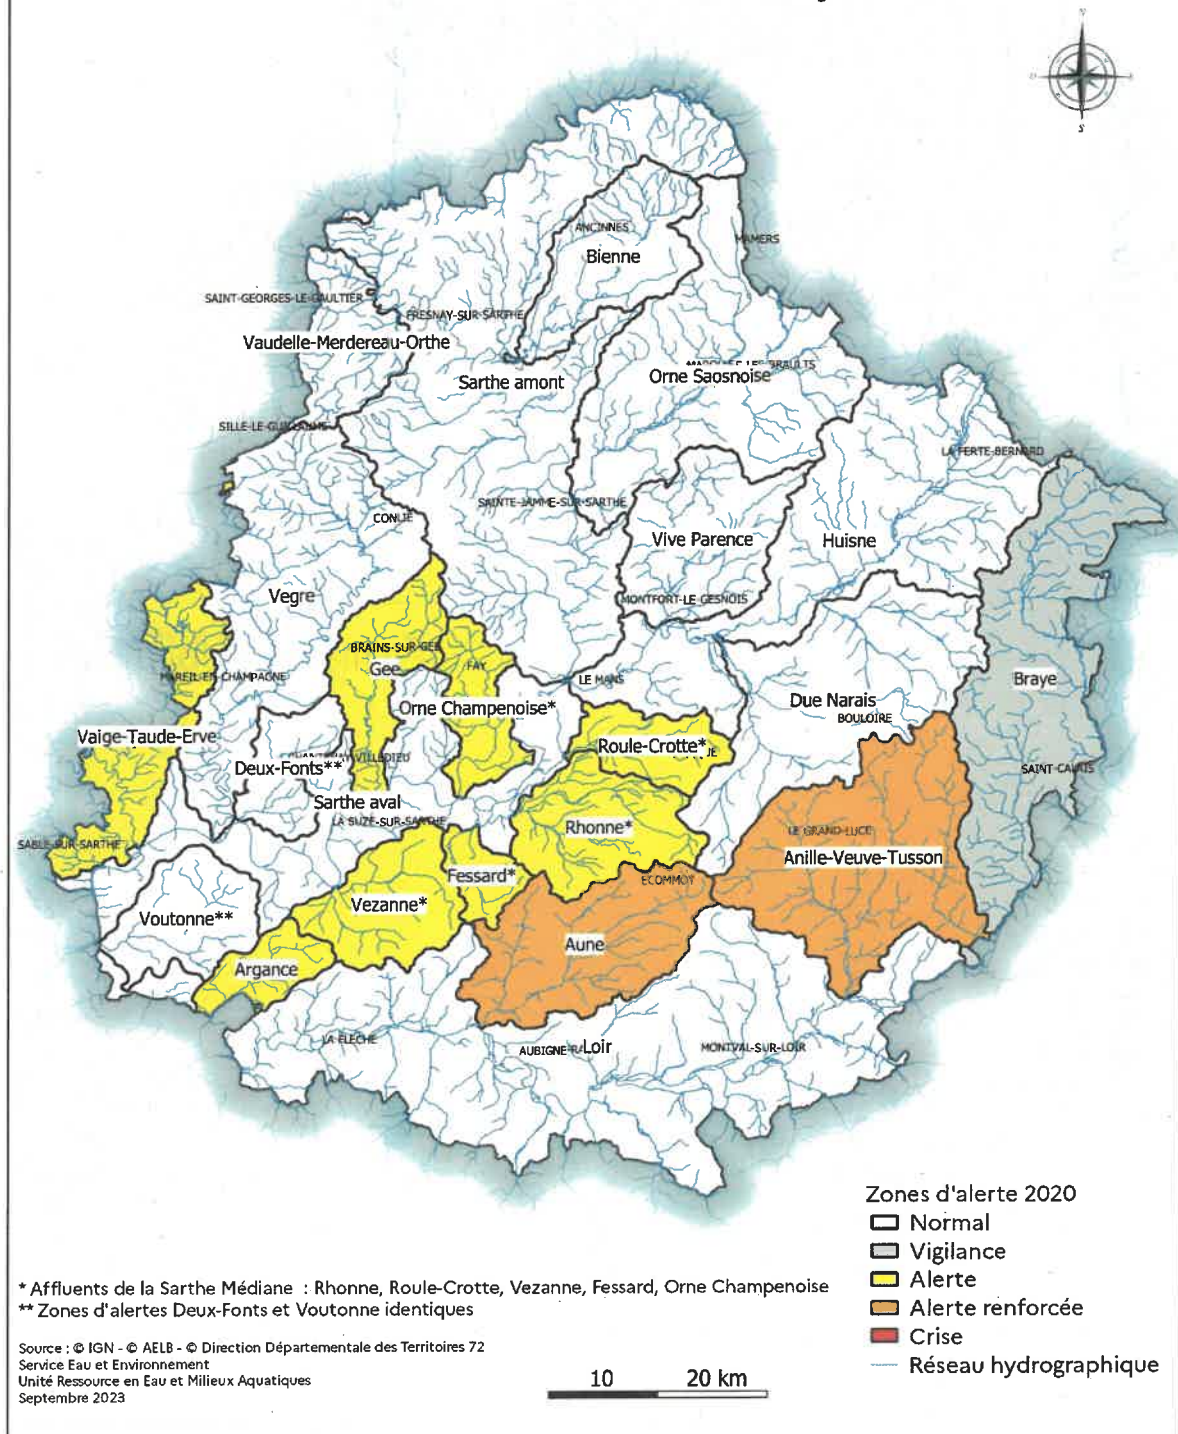 N
S
ANCINNES
Bienne
MAMERS
SAINT-GEORGES-LE-GAULTIER
FRESNAY-SUR-SARTHE
Vaudelle-Merdereau-Orthe
Sarthe amont
Orne Saosnoise
SILLE-LE-GUILLAUME
LA FERTE-BERNARD
SAINTE-JAMME-SUR-SARTHE
CONLIE
Vive Parence
Huisne
Vegre
MONTFORT-LE-GESNOIS
BRAINS-SUR-GEE
Gee
FAY
MAREIL-EN-CHAMPAGNE
LE MANS
Braye
Orne Champenoise*
Due Narais
BOULOIRE
Vaige-Taude-Erve
Roule-Crotte*
Deux-Fonts**
SAINT-CALAIS
Sarthe aval
LA SUZE-SUR-SARTHE
Rhonne*
LE GRAND-LUCE
SABLE-SUR-SARTHE
Anille-Veuve-Tusson
Fessard*
ECOMMOY
Vezanne*
Voutonne**
Aune
Argance
LA FLECHE
AUBIGNE-RA
Loir
MONTVAL-SUR-LOIR
Zones d'alerte 2020
Normal
Vigilance
Alerte
Alerte renforcée
Crise
Réseau hydrographique
* Affluents de la Sarthe Médiane : Rhonne, Roule-Crotte, Vezanne, Fessard, Orne Champenoise
** Zones d'alertes Deux-Fonts et Voutonne identiques
Source : © IGN - © AELB - © Direction Départementale des Territoires 72
Service Eau et Environnement
Unité Ressource en Eau et Milieux Aquatiques
Septembre 2023
10 20 km